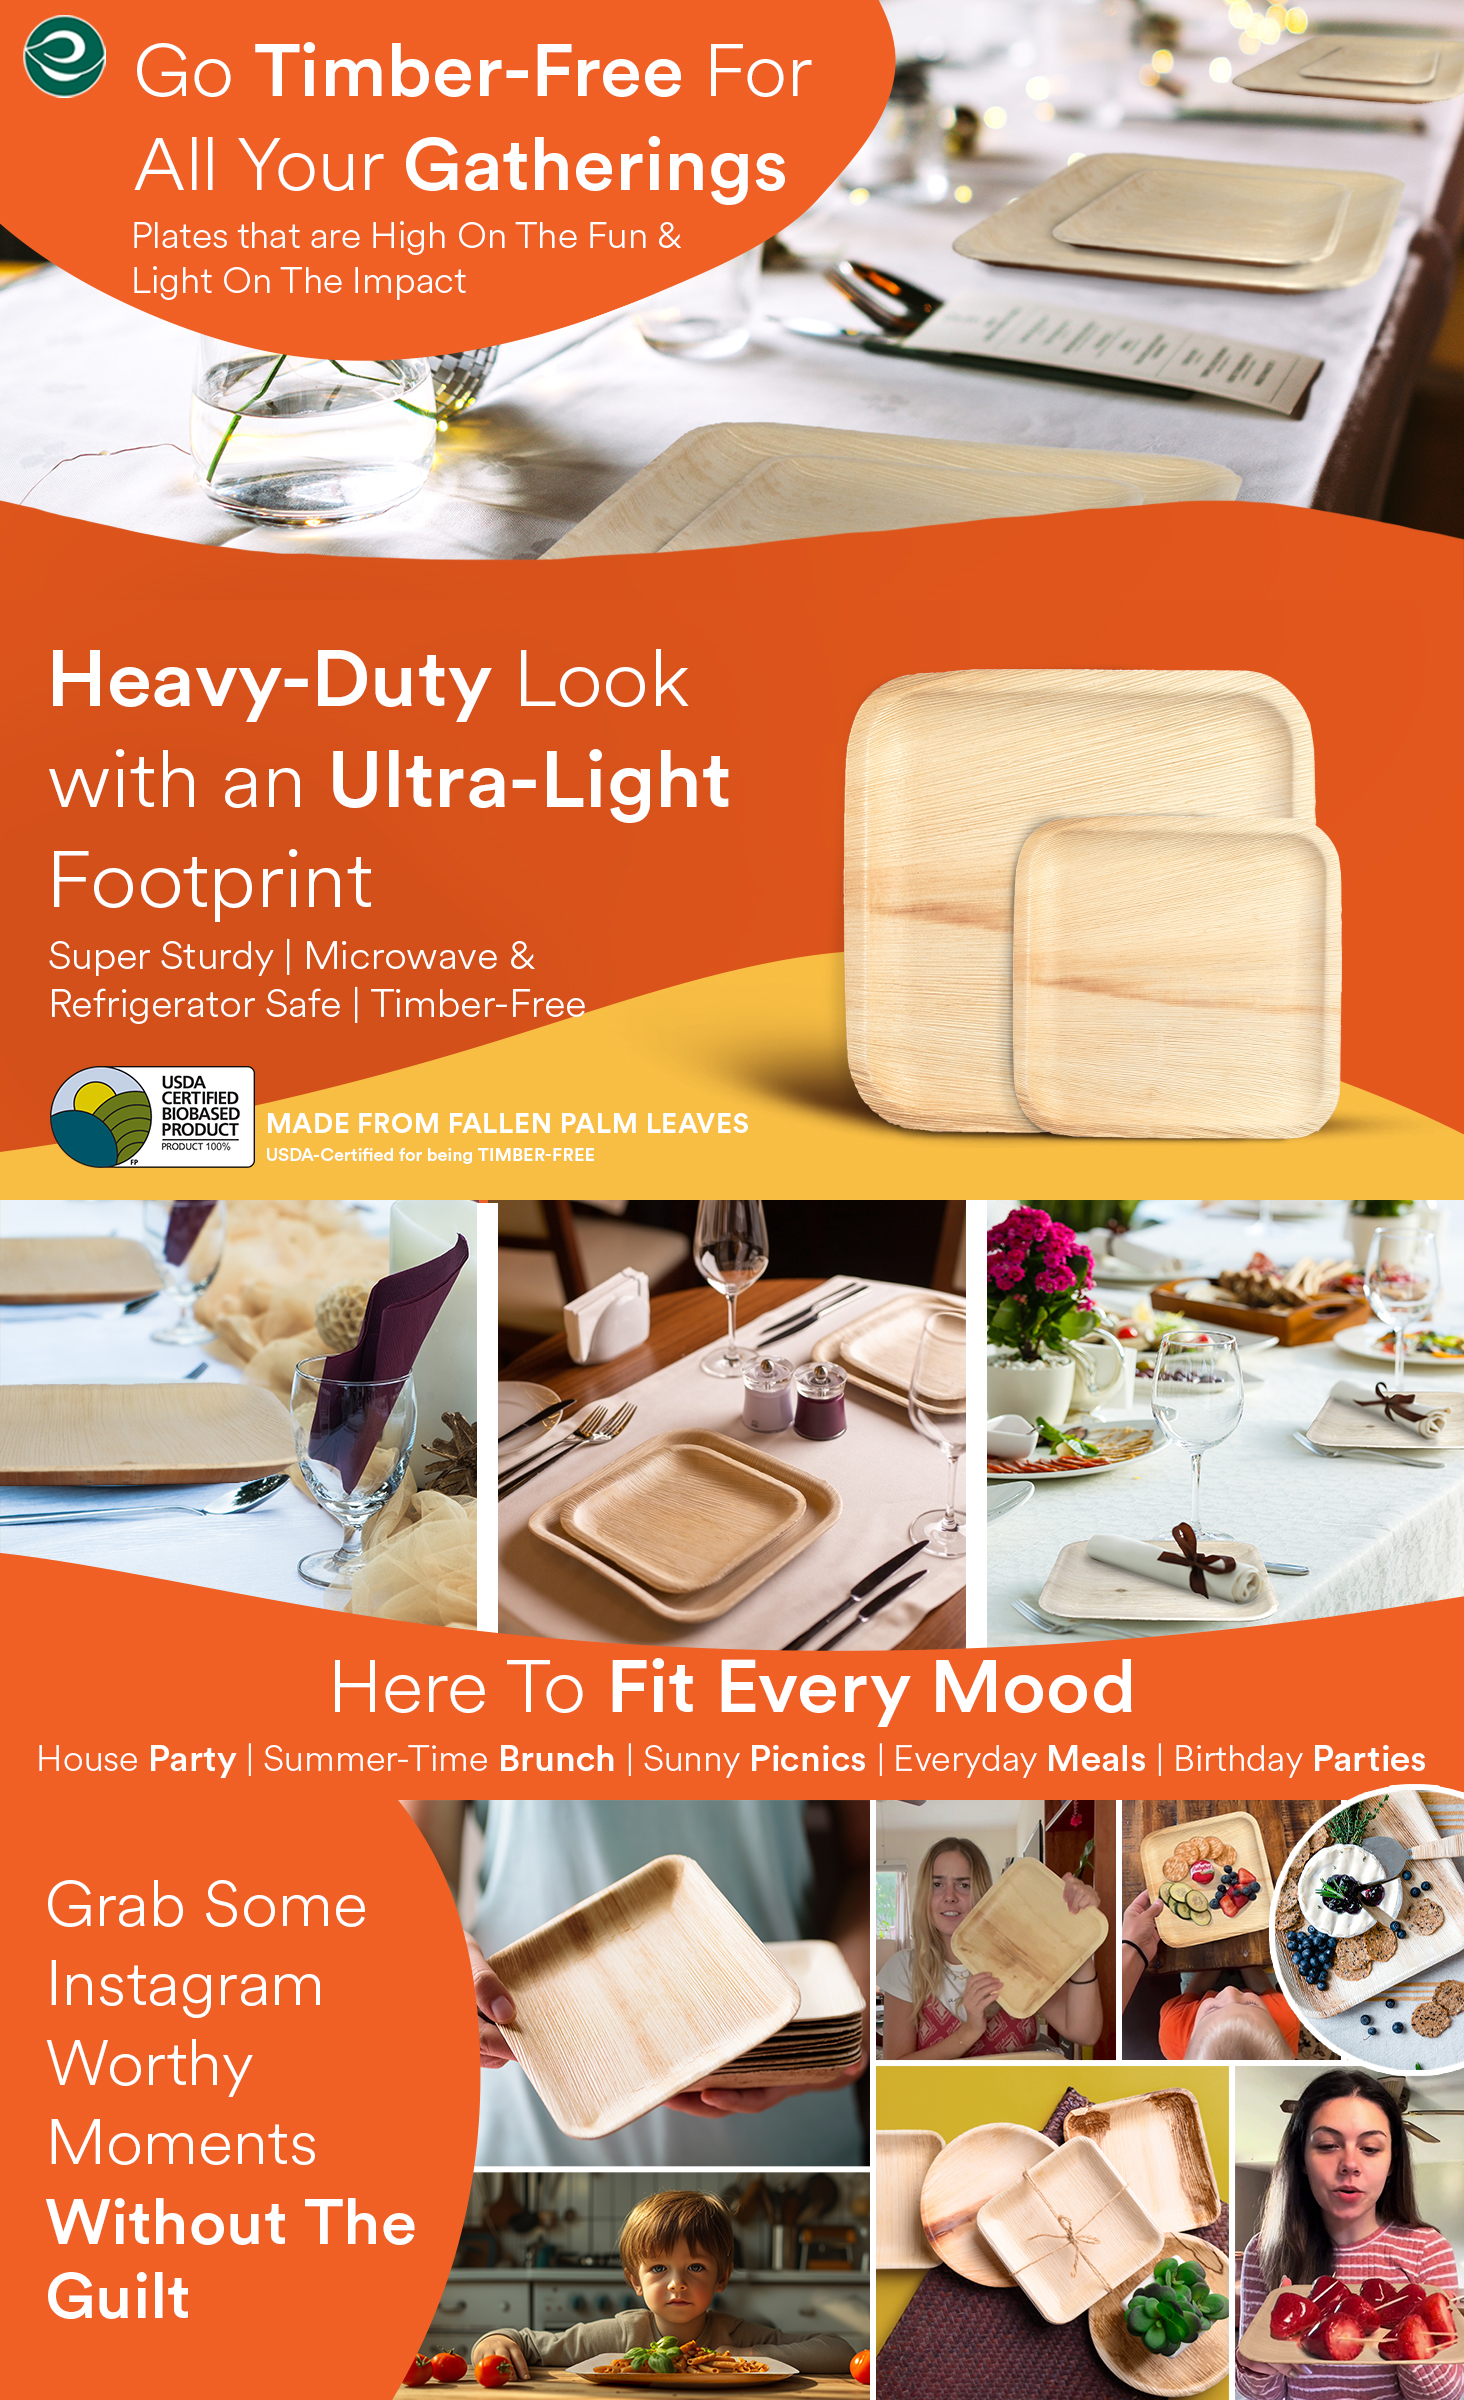 Go Timber-Free For
All Your Gatherings
Plates that are High On The Fun &
Light On The Impact
Heavy-Duty Look
with an Ultra-Light
Footprint
Super Sturdy | Microwave &
Refrigerator Safe | Timber-Free
USDA
CERTIFIED
BIOBASED
PRODUCT
PRODUCT 100%
FP
MADE FROM FALLEN PALM LEAVES
USDA-Certified for being TIMBER-FREE
Here To Fit Every Mood
House Party | Summer-Time Brunch | Sunny Picnics | Everyday Meals | Birthday Parties
Grab Some
Instagram
Worthy
Moments
Without The
Guilt